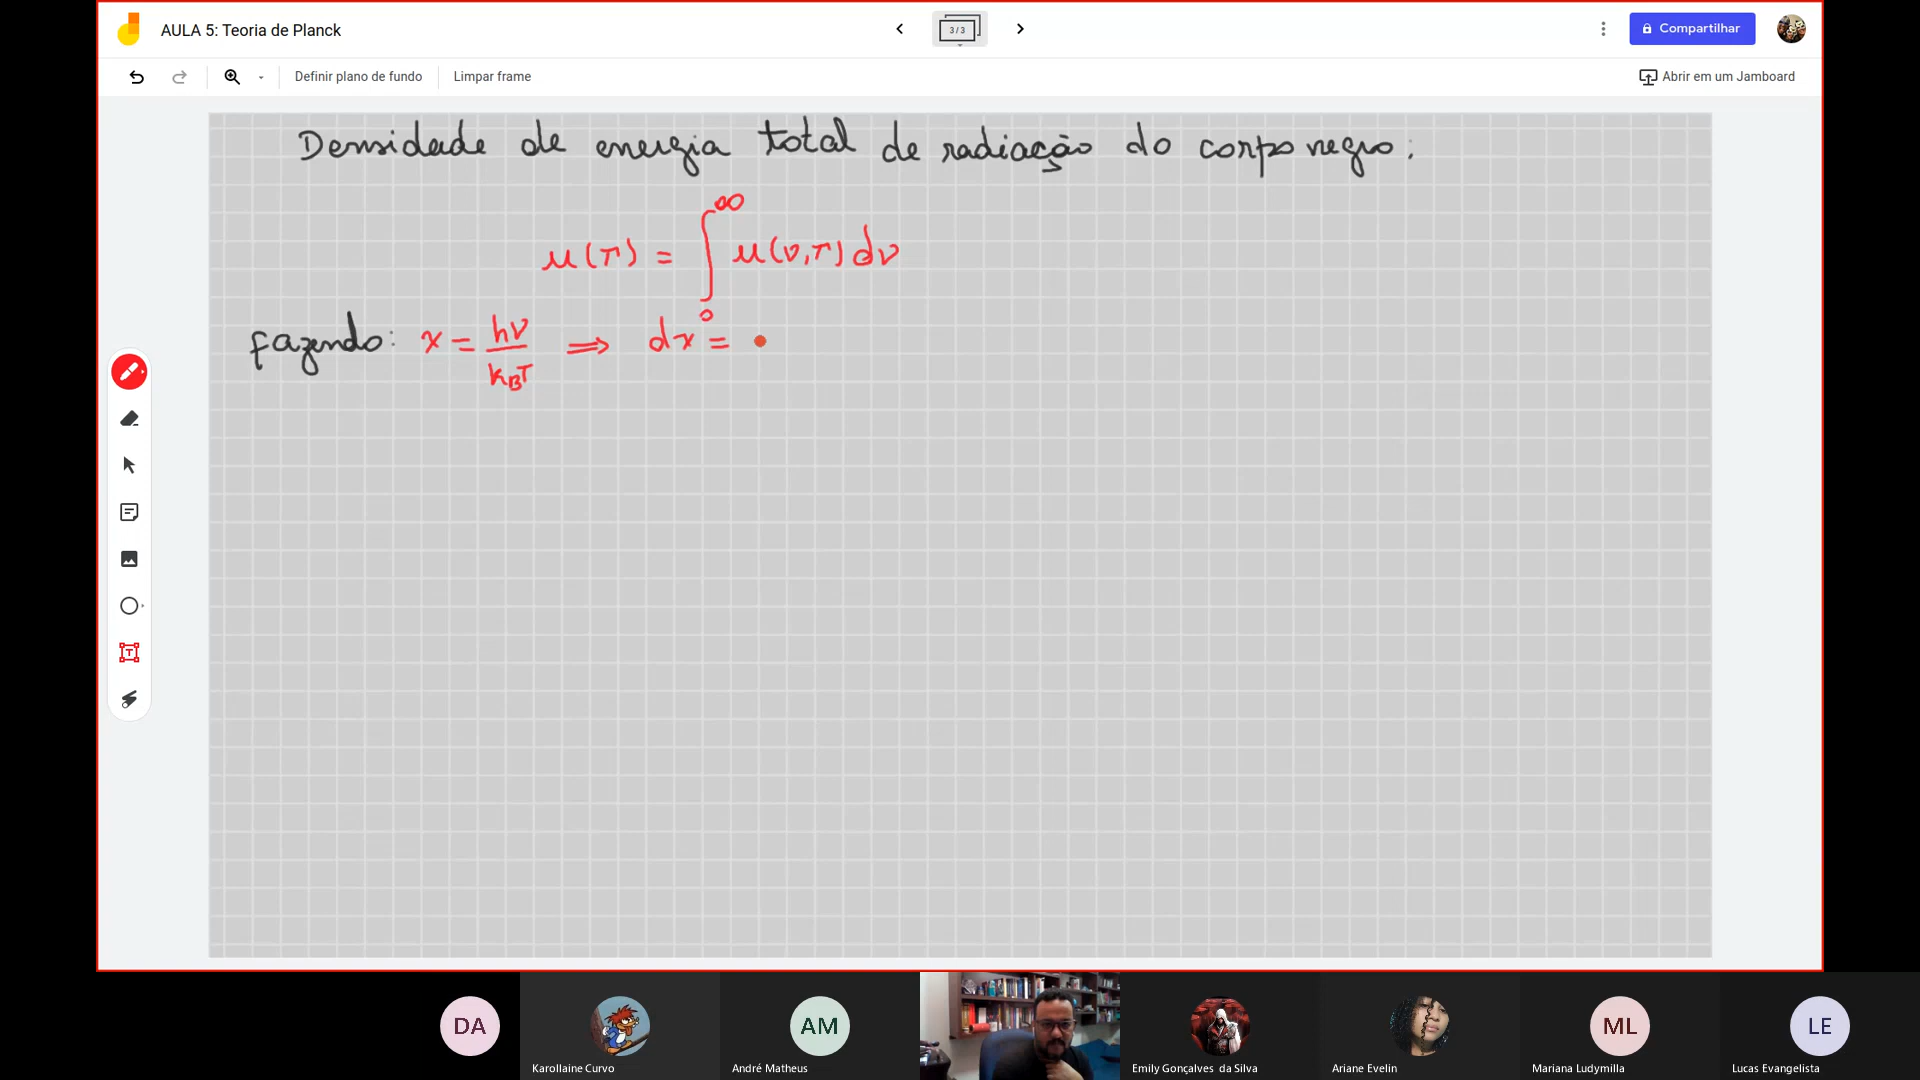 AULA 5: Teoria de Planck
3 / 3
Compartilhar
Definir plano de fundo
Limpar frame
Abrir em um Jamboard
Densidade de energia total de radiação do corpo negro:
u(T) = ∫₀^∞ u(ν,T) dν
fazendo: x = hν/k_BT ⟹ dx =
DA
AM
ML
LE
Karollaine Curvo
André Matheus
Emily Gonçalves da Silva
Ariane Evelin
Mariana Ludymilla
Lucas Evangelista